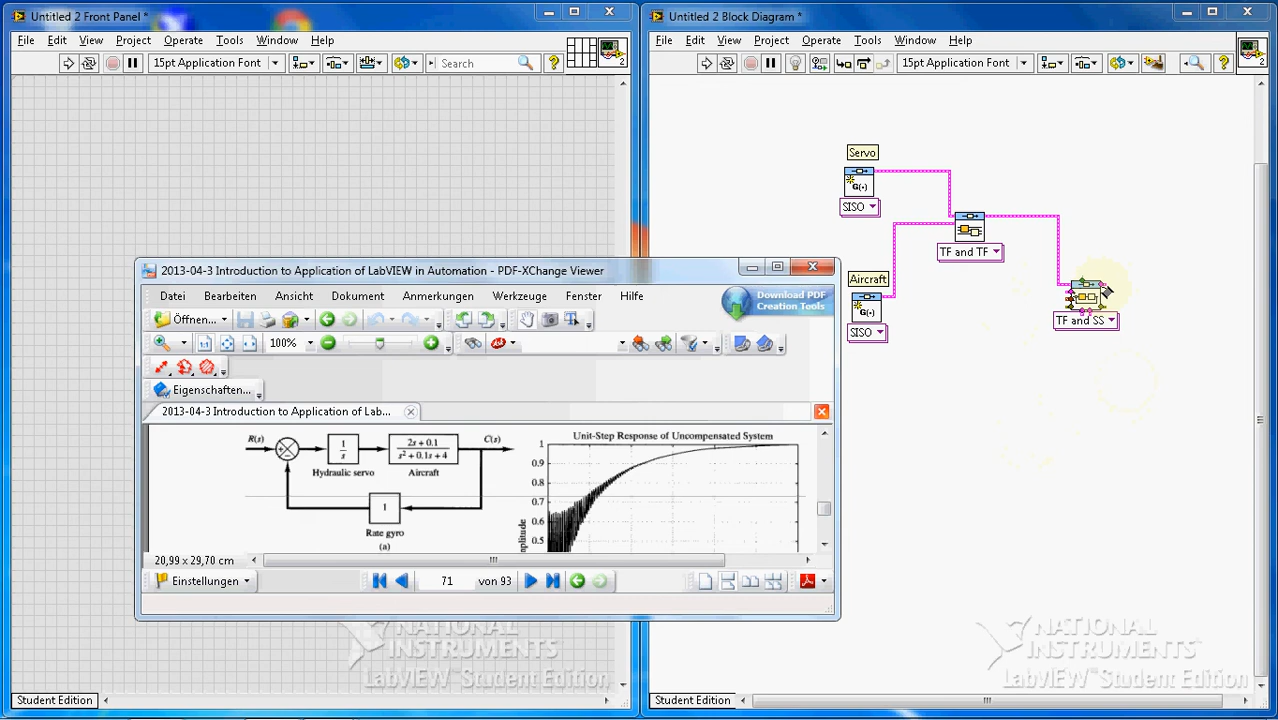 Untitled 2 Front Panel *
File Edit View Project Operate Tools Window Help
15pt Application Font
Search
2
Untitled 2 Block Diagram *
File Edit View Project Operate Tools Window Help
15pt Application Font
2
Servo
G(•)
SISO
TF and TF
Aircraft
G(•)
SISO
TF and SS
2013-04-3 Introduction to Application of LabVIEW in Automation - PDF-XChange Viewer
Datei Bearbeiten Ansicht Dokument Anmerkungen Werkzeuge Fenster Hilfe
Download PDF
Creation Tools
Öffnen...
100%
Eigenschaften...
2013-04-3 Introduction to Application of Lab...
R(s)
+
−
1
s
Hydraulic servo
2s + 0.1
s² + 0.1s + 4
Aircraft
C(s)
1
Rate gyro
(a)
Unit-Step Response of Uncompensated System
1
0.9
0.8
0.7
0.6
0.5
20,99 x 29,70 cm
Einstellungen
71 von 93
NATIONAL
INSTRUMENTS
LabVIEW Student Edition
NATIONAL
INSTRUMENTS
LabVIEW Student Edition
Student Edition
Student Edition